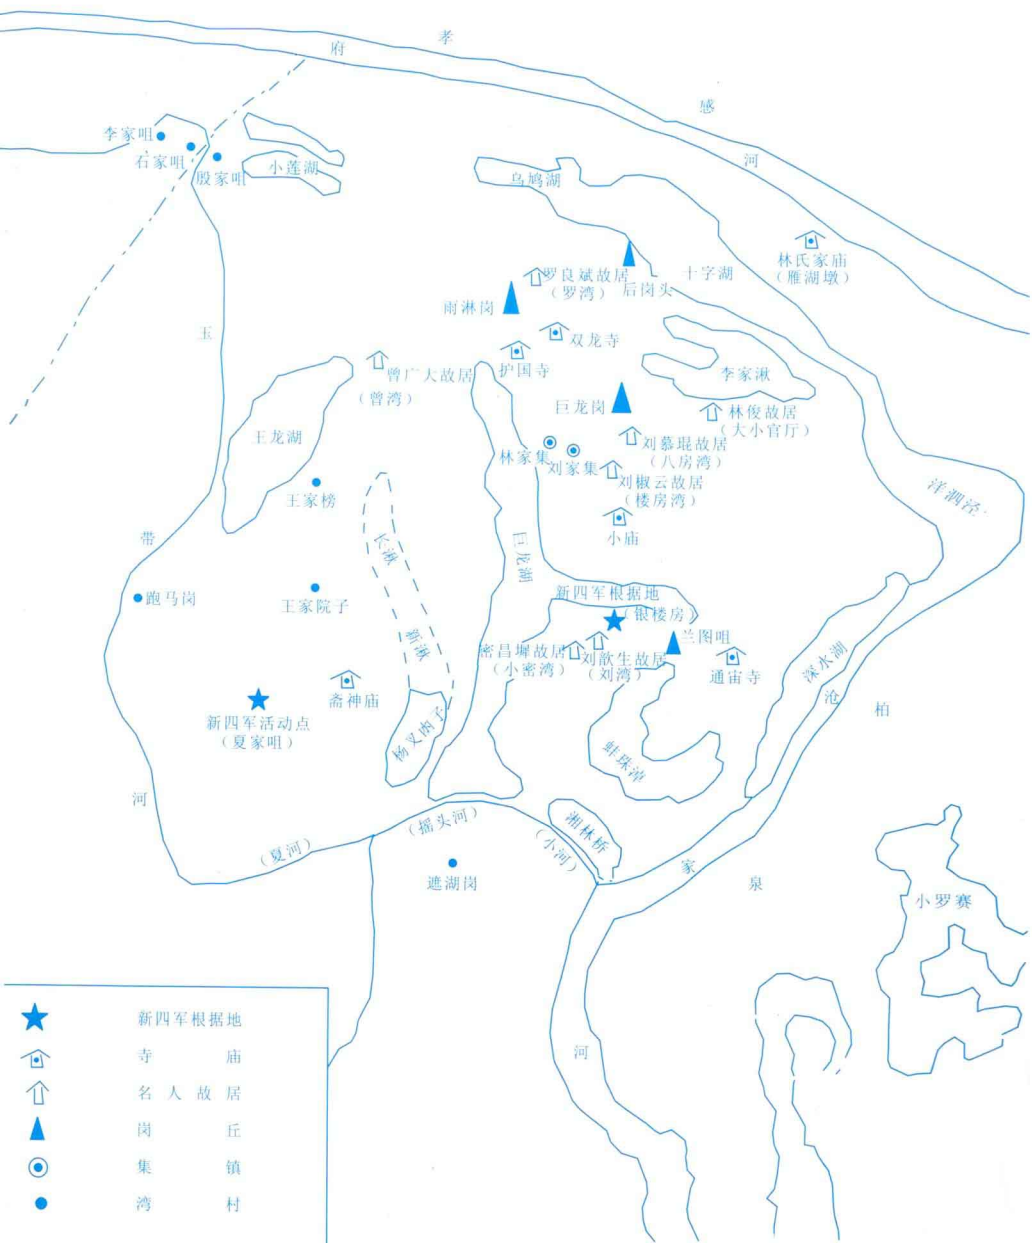 孝
府
感
河
李家咀
石家咀
殷家咀
小莲湖
乌鸠湖
林氏家庙
（雁湖墩）
十字湖
罗良斌故居
（罗湾）
后岗头
雨淋岗
玉
双龙寺
护国寺
曾广大故居
（曾湾）
李家湫
巨龙岗
林俊故居
（大小官厅）
王龙湖
刘慕琨故居
（八房湾）
林家集
刘家集
刘椒云故居
（楼房湾）
王家榜
洋泗泾
小庙
带
长湫
巨龙湖
跑马岗
王家院子
新四军根据地
（银楼房）
新湫
兰图咀
密昌墀故居
（小密湾）
刘歆生故居
（刘湾）
通宙寺
深水湖
斋神庙
沧
柏
新四军活动点
（夏家咀）
杨叉凼子
蚌珠淖
河
（摇头河）
湘林桥
（小河）
（夏河）
家
泉
遮湖岗
小罗赛
河
新四军根据地
寺庙
名人故居
岗丘
集镇
湾村